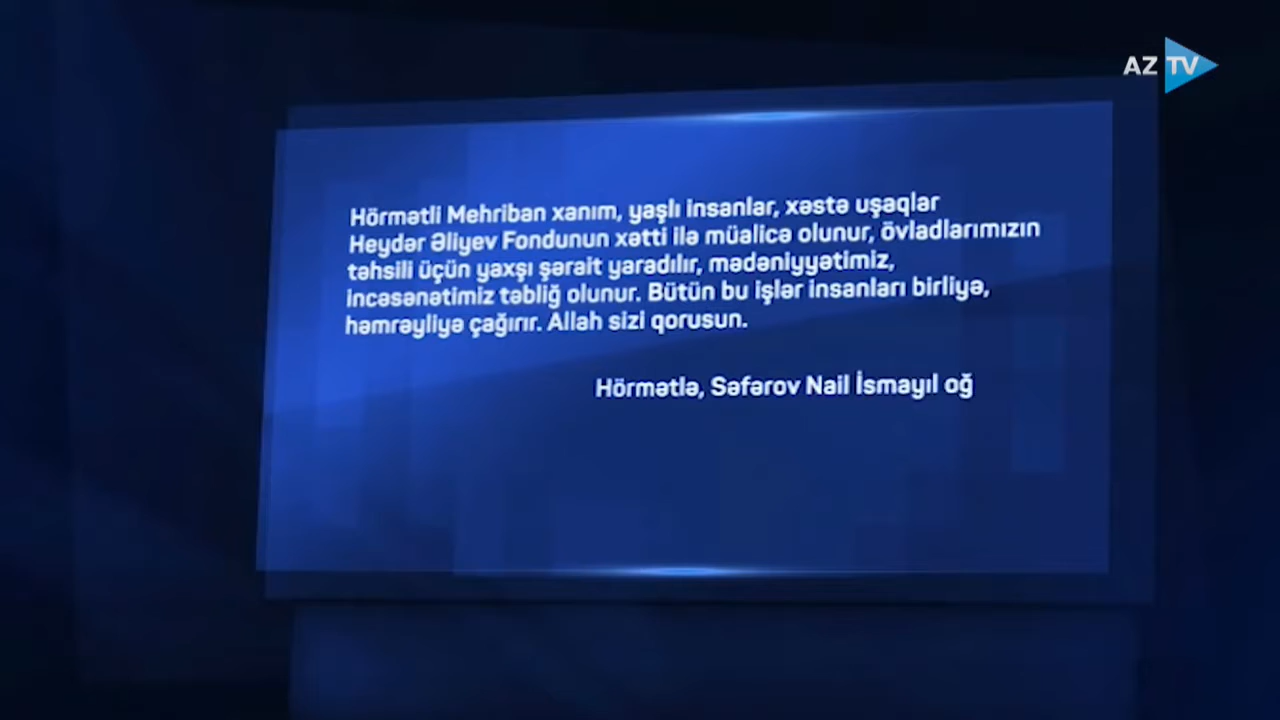 AZTV
Hörmətli Mehriban xanım, yaşlı insanlar, xəstə uşaqlar
Heydər Əliyev Fondunun xətti ilə müalicə olunur, övladlarımızın
təhsili üçün yaxşı şərait yaradılır, mədəniyyətimiz,
incəsənətimiz təbliğ olunur. Bütün bu işlər insanları birliyə,
həmrəyliyə çağırır. Allah sizi qorusun.
Hörmətlə, Səfərov Nail İsmayıl oğ